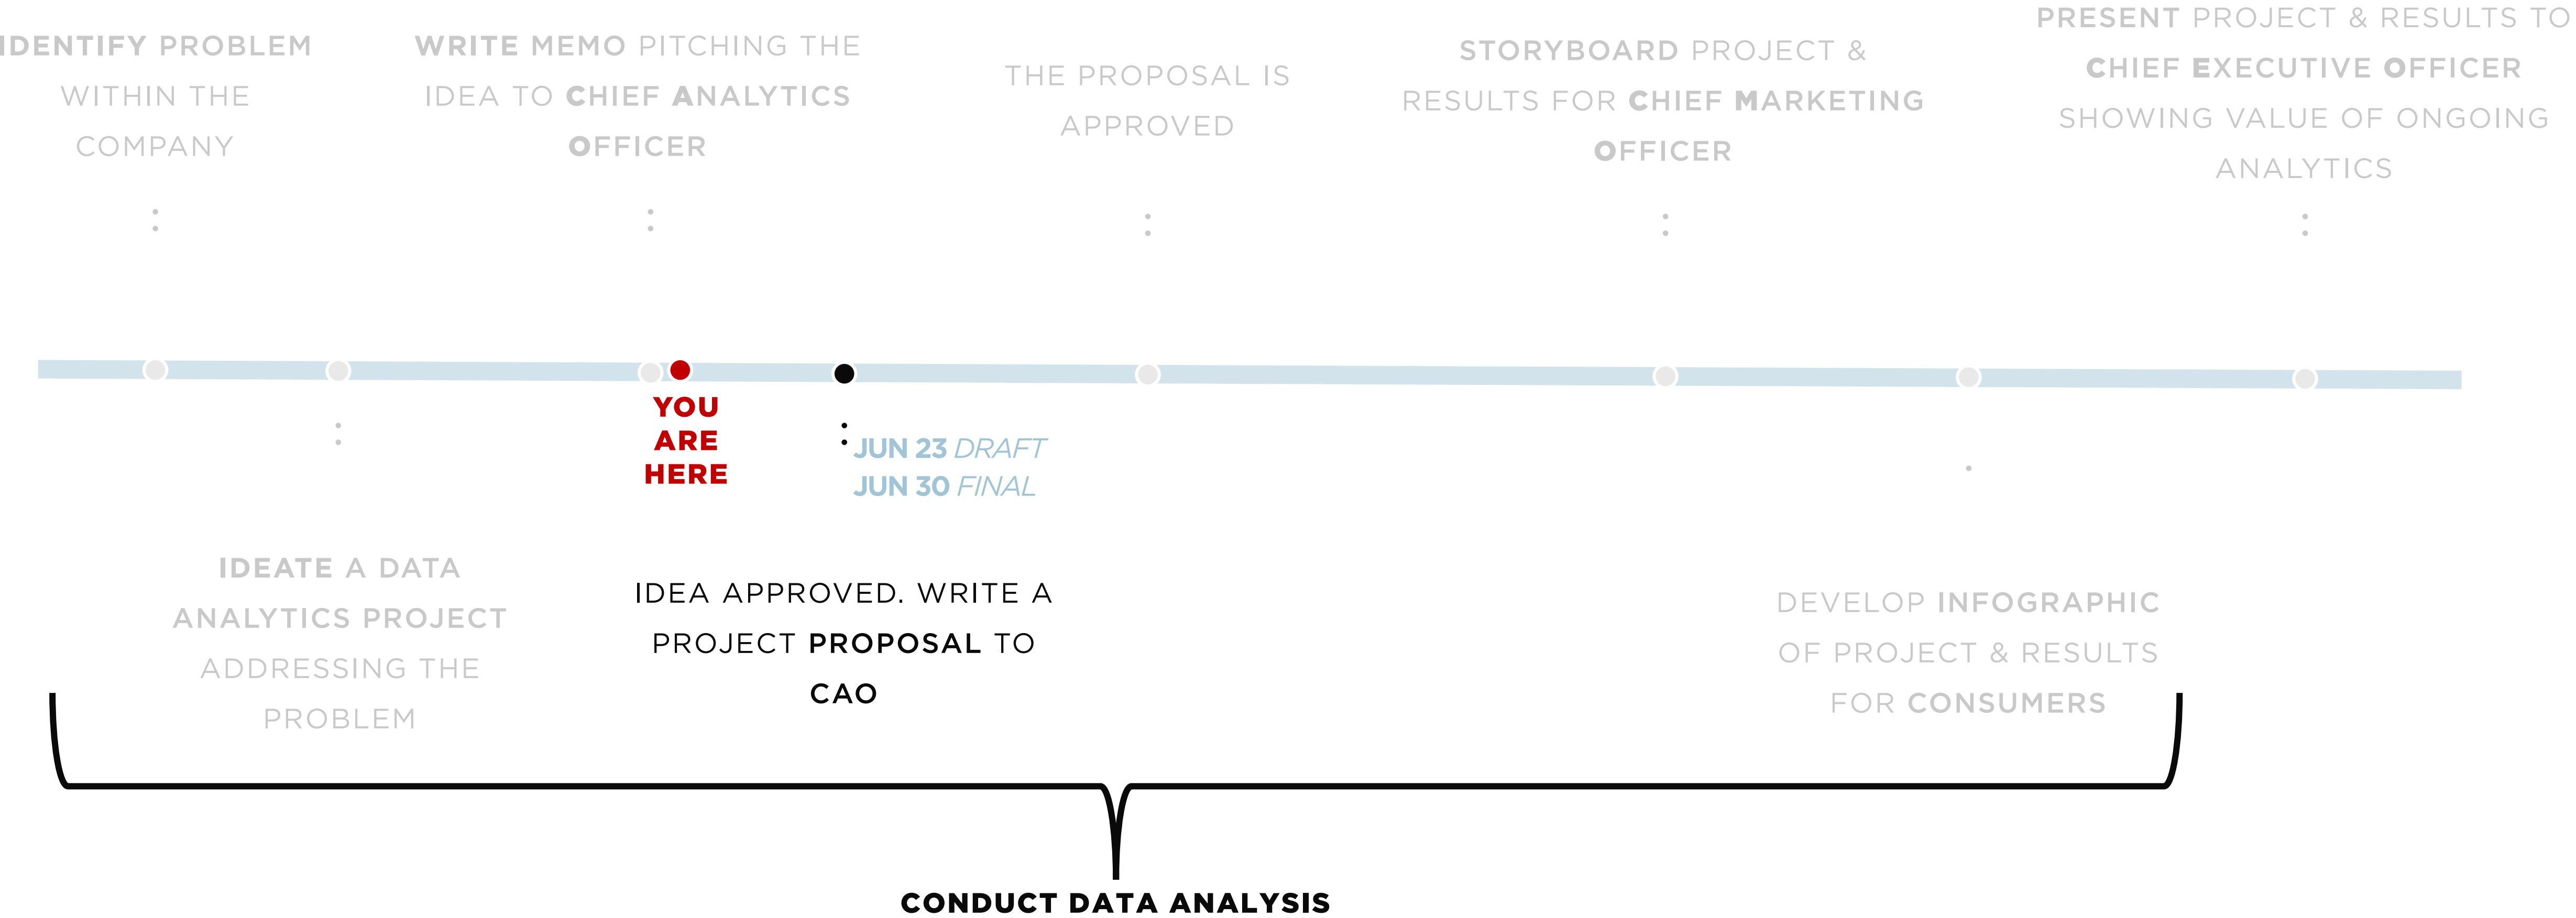 IDENTIFY PROBLEM
WITHIN THE
COMPANY
WRITE MEMO PITCHING THE
IDEA TO CHIEF ANALYTICS
OFFICER
THE PROPOSAL IS
APPROVED
STORYBOARD PROJECT &
RESULTS FOR CHIEF MARKETING
OFFICER
PRESENT PROJECT & RESULTS TO
CHIEF EXECUTIVE OFFICER
SHOWING VALUE OF ONGOING
ANALYTICS
YOU
ARE
HERE
JUN 23 DRAFT
JUN 30 FINAL
IDEATE A DATA
ANALYTICS PROJECT
ADDRESSING THE
PROBLEM
IDEA APPROVED. WRITE A
PROJECT PROPOSAL TO
CAO
DEVELOP INFOGRAPHIC
OF PROJECT & RESULTS
FOR CONSUMERS
CONDUCT DATA ANALYSIS